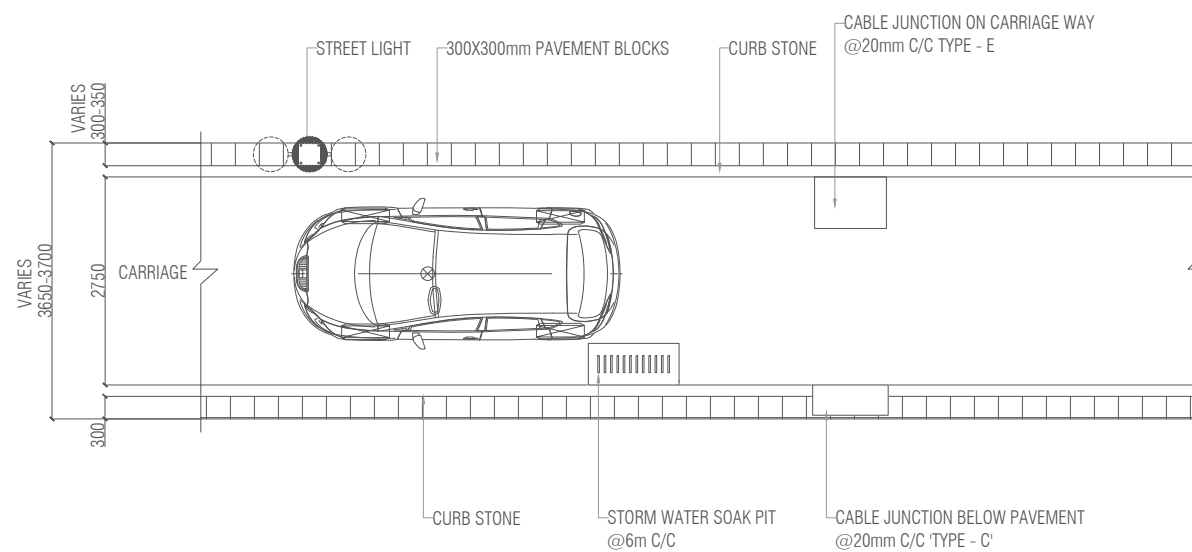 CABLE JUNCTION ON CARRIAGE WAY
@20mm C/C TYPE - E
STREET LIGHT
300X300mm PAVEMENT BLOCKS
CURB STONE
VARIES
300-350
VARIES
3650-3700
2750
CARRIAGE
300
CURB STONE
STORM WATER SOAK PIT
@6m C/C
CABLE JUNCTION BELOW PAVEMENT
@20mm C/C 'TYPE - C'